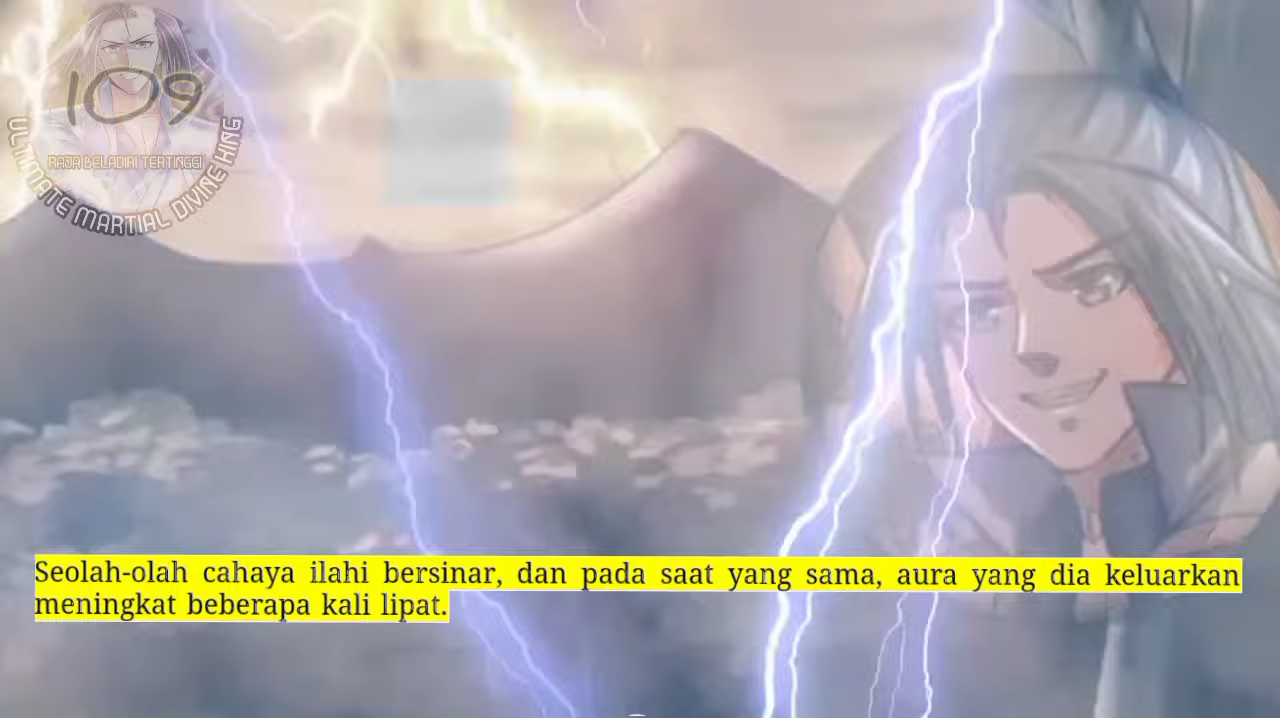 109
RAJA BELADIRI TERTINGGI
ULTIMATE MARTIAL DIVINE KING
Seolah-olah cahaya ilahi bersinar, dan pada saat yang sama, aura yang dia keluarkan
meningkat beberapa kali lipat.